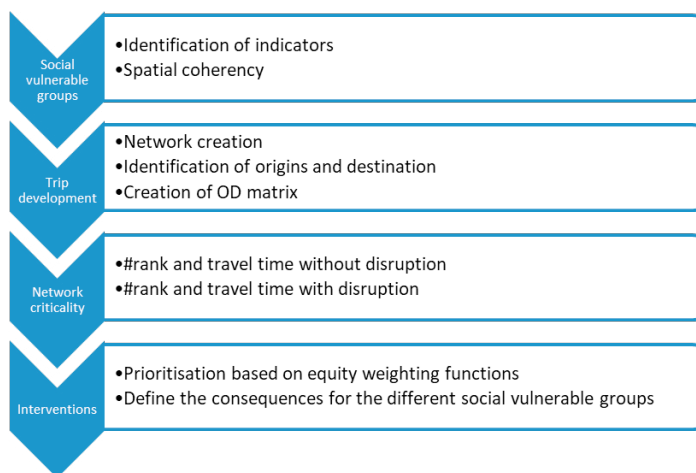 Social
vulnerable
groups
•Identification of indicators
•Spatial coherency
Trip
development
•Network creation
•Identification of origins and destination
•Creation of OD matrix
Network
criticality
•#rank and travel time without disruption
•#rank and travel time with disruption
Interventions
•Prioritisation based on equity weighting functions
•Define the consequences for the different social vulnerable groups